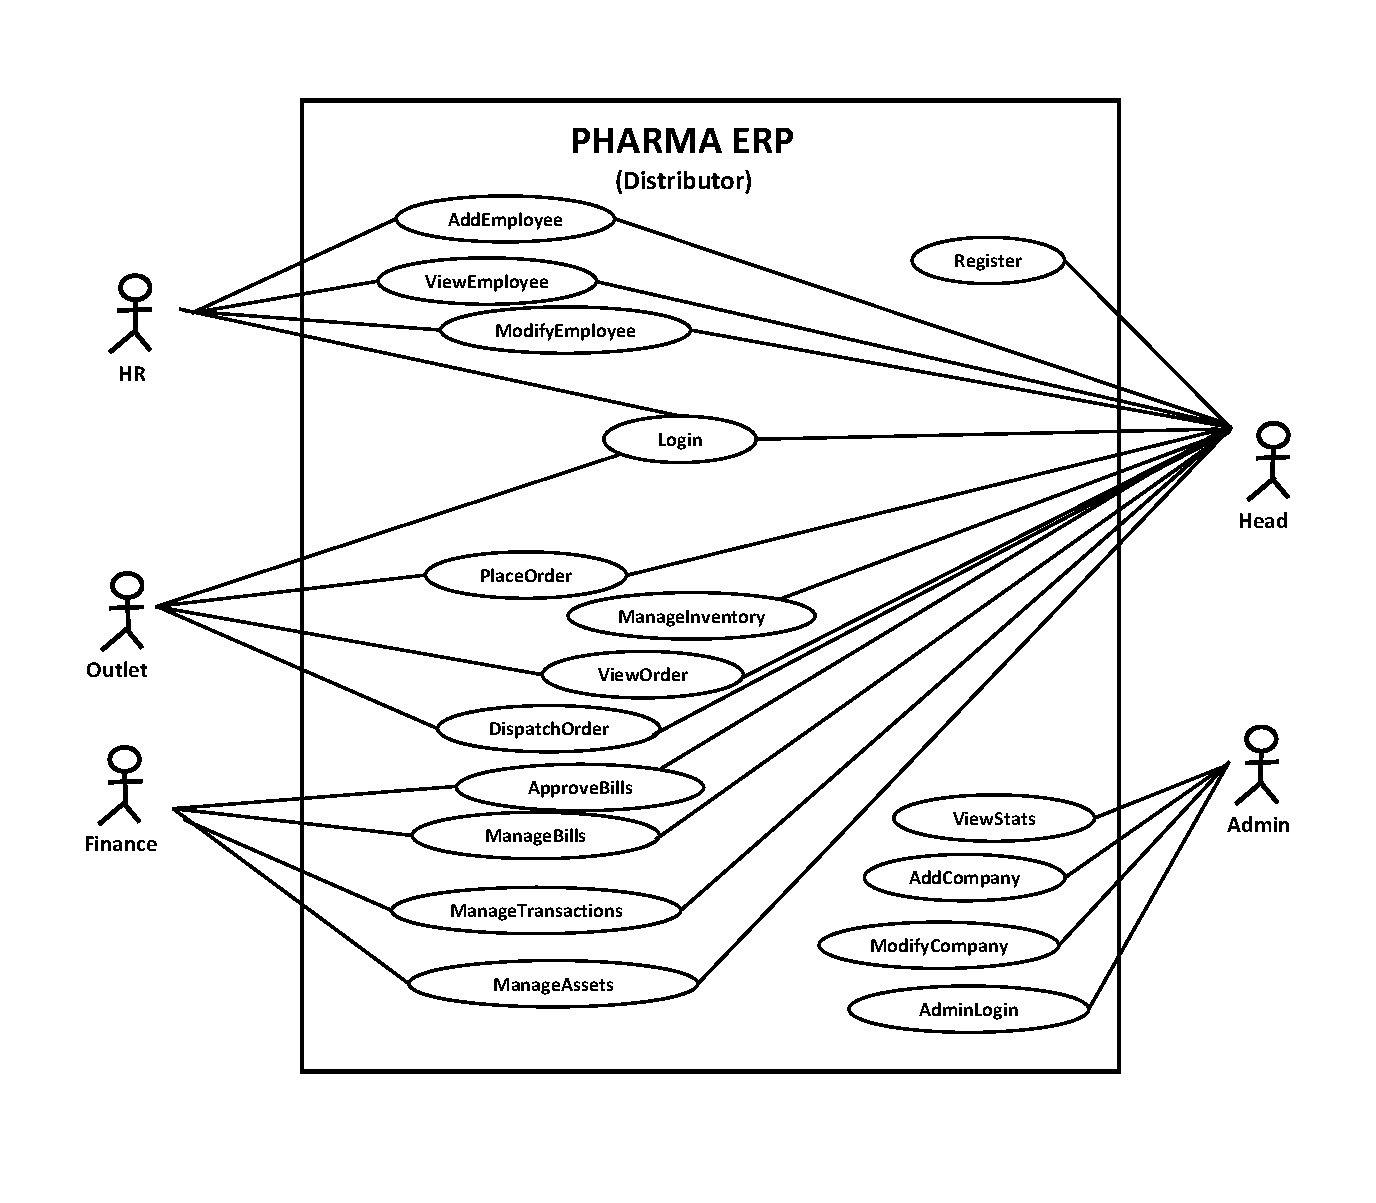 PHARMA ERP
(Distributor)
AddEmployee
Register
ViewEmployee
ModifyEmployee
HR
Login
Head
PlaceOrder
ManageInventory
Outlet
ViewOrder
DispatchOrder
ApproveBills
ViewStats
Admin
ManageBills
Finance
AddCompany
ManageTransactions
ModifyCompany
ManageAssets
AdminLogin